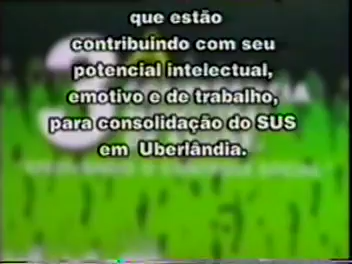 que estão
contribuindo com seu
potencial intelectual,
emotivo e de trabalho,
para consolidação do SUS
em Uberlândia.